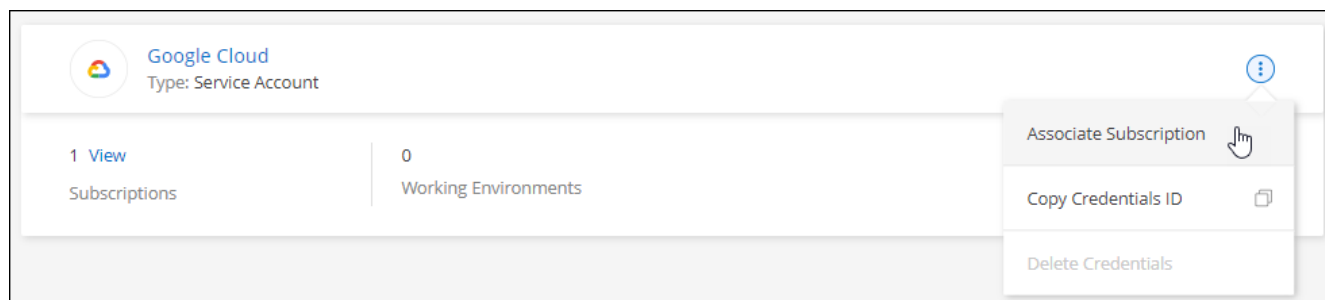 Google Cloud
Type: Service Account
Associate Subscription
1 View
0
Subscriptions
Working Environments
Copy Credentials ID
Delete Credentials